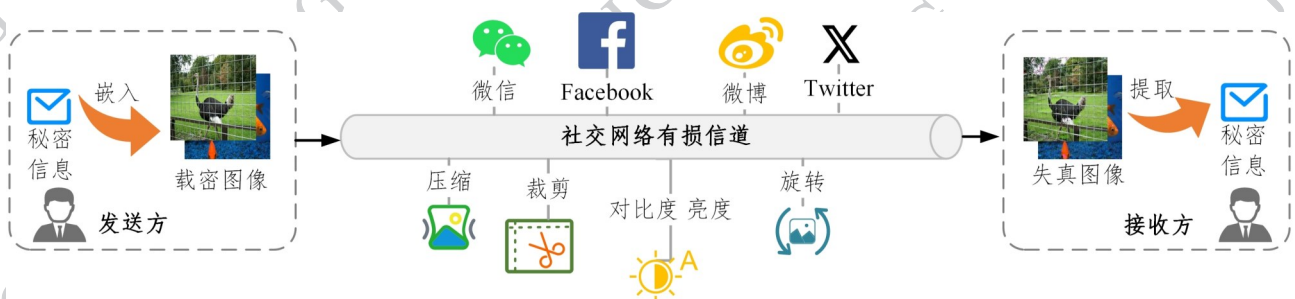 嵌入
秘密
信息
载密图像
发送方
微信
Facebook
微博
Twitter
社交网络有损信道
压缩
裁剪
对比度 亮度
A
旋转
提取
秘密
信息
失真图像
接收方